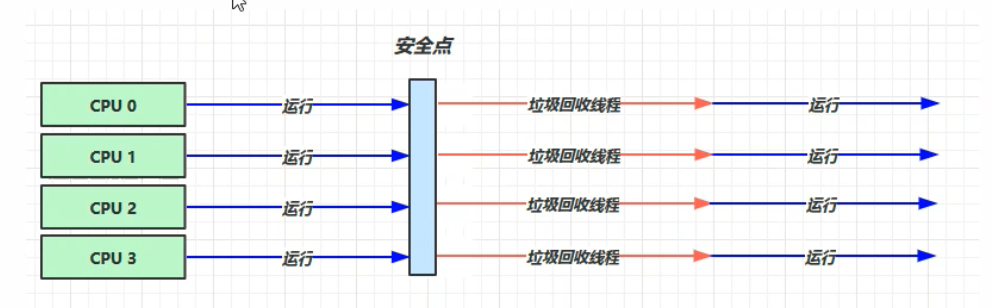 安全点
CPU 0 运行 垃圾回收线程 运行
CPU 1 运行 垃圾回收线程 运行
CPU 2 运行 垃圾回收线程 运行
CPU 3 运行 垃圾回收线程 运行